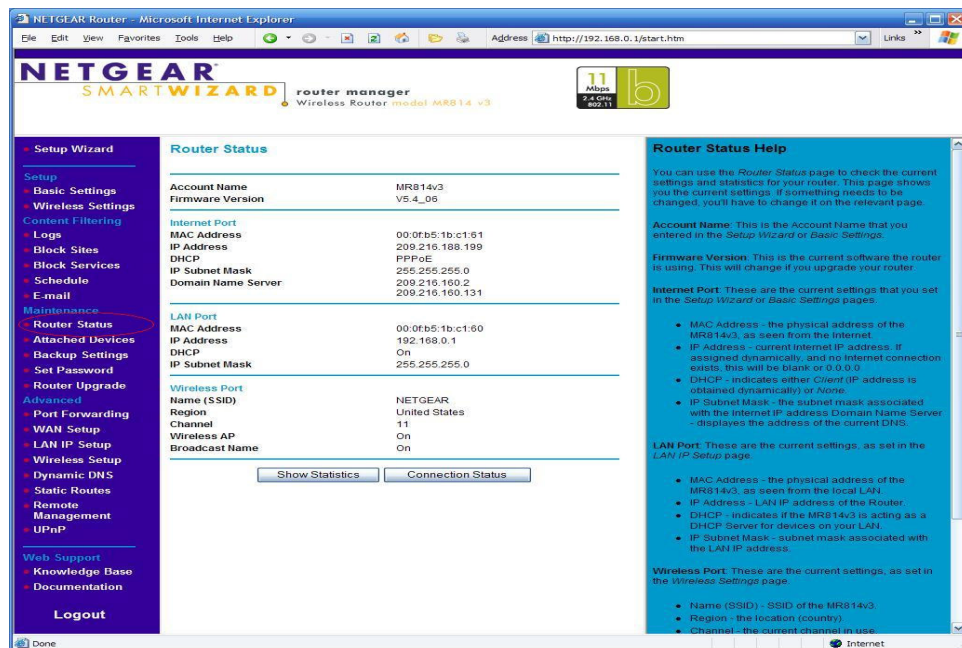 NETGEAR Router - Microsoft Internet Explorer
File Edit View Favorites Tools Help Address http://192.168.0.1/start.htm Links »
NETGEAR
SMARTWIZARD router manager
Wireless Router model MR814 v3
11
Mbps
2.4 GHz
802.11
b
Setup Wizard
Setup
Basic Settings
Wireless Settings
Content Filtering
Logs
Block Sites
Block Services
Schedule
E-mail
Maintenance
Router Status
Attached Devices
Backup Settings
Set Password
Router Upgrade
Advanced
Port Forwarding
WAN Setup
LAN IP Setup
Wireless Setup
Dynamic DNS
Static Routes
Remote
Management
UPnP
Web Support
Knowledge Base
Documentation
Logout
Router Status
Account Name MR814v3
Firmware Version V5.4_06
Internet Port
MAC Address 00:0f:b5:1b:c1:61
IP Address 209.216.188.199
DHCP PPPoE
IP Subnet Mask 255.255.255.0
Domain Name Server 209.216.160.2
209.216.160.131
LAN Port
MAC Address 00:0f:b5:1b:c1:60
IP Address 192.168.0.1
DHCP On
IP Subnet Mask 255.255.255.0
Wireless Port
Name (SSID) NETGEAR
Region United States
Channel 11
Wireless AP On
Broadcast Name On
Show Statistics Connection Status
Router Status Help
You can use the Router Status page to check the current
settings and statistics for your router. This page shows
you the current settings. If something needs to be
changed, you'll have to change it on the relevant page.
Account Name: This is the Account Name that you
entered in the Setup Wizard or Basic Settings.
Firmware Version: This is the current software the router
is using. This will change if you upgrade your router.
Internet Port: These are the current settings that you set
in the Setup Wizard or Basic Settings pages.
MAC Address - the physical address of the
MR814v3, as seen from the Internet.
IP Address - current Internet IP address. If
assigned dynamically, and no Internet connection
exists, this will be blank or 0.0.0.0
DHCP - indicates either Client (IP address is
obtained dynamically) or None.
IP Subnet Mask - the subnet mask associated
with the Internet IP address Domain Name Server
- displayes the address of the current DNS.
LAN Port: These are the current settings, as set in the
LAN IP Setup page.
MAC Address - the physical address of the
MR814v3, as seen from the local LAN.
IP Address - LAN IP address of the Router.
DHCP - indicates if the MR814v3 is acting as a
DHCP Server for devices on your LAN.
IP Subnet Mask - subnet mask associated with
the LAN IP address.
Wireless Port: These are the current settings, as set in
the Wireless Settings page.
Name (SSID) - SSID of the MR814v3.
Region - the location (country).
Channel - the current channel in use.
Done Internet